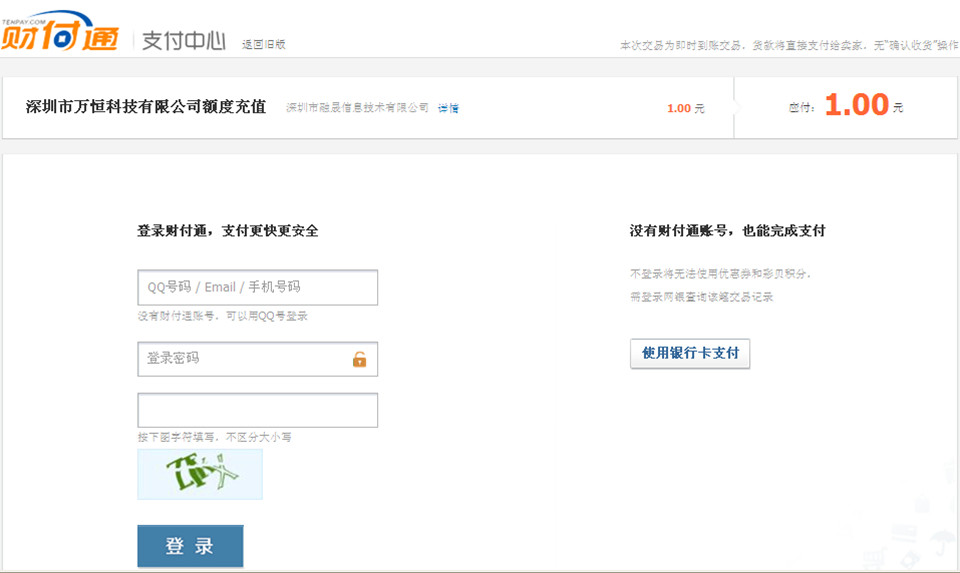 TENPAY.COM
财付通 支付中心 返回旧版
本次交易为即时到账交易，货款将直接支付给卖家，无“确认收货”操作
深圳市万恒科技有限公司额度充值 深圳市融晟信息技术有限公司 详情 1.00 元 应付： 1.00 元
登录财付通，支付更快更安全
QQ号码 / Email / 手机号码
没有财付通账号，可以用QQ号登录
登录密码
按下图字符填写，不区分大小写
登 录
没有财付通账号，也能完成支付
不登录将无法使用优惠券和彩贝积分，
需登录网银查询该笔交易记录
使用银行卡支付